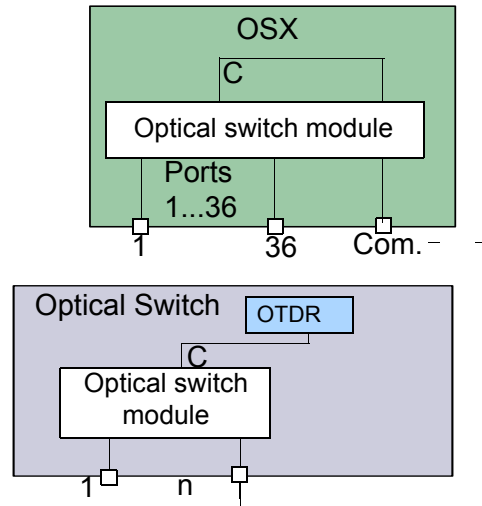 OSX
C
Optical switch module
Ports
1...36
1 36 Com.
Optical Switch
OTDR
C
Optical switch
module
1 n